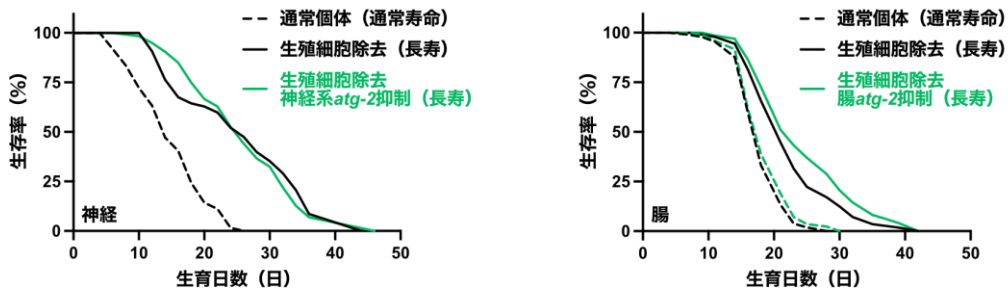 通常個体（通常寿命）
生殖細胞除去（長寿）
生殖細胞除去
神経系atg-2抑制（長寿）
生存率（%）
100
75
50
25
0
神経
0
10
20
30
40
50
生育日数（日）
通常個体（通常寿命）
生殖細胞除去（長寿）
生殖細胞除去
腸atg-2抑制（長寿）
生存率（%）
100
75
50
25
0
腸
0
10
20
30
40
50
生育日数（日）